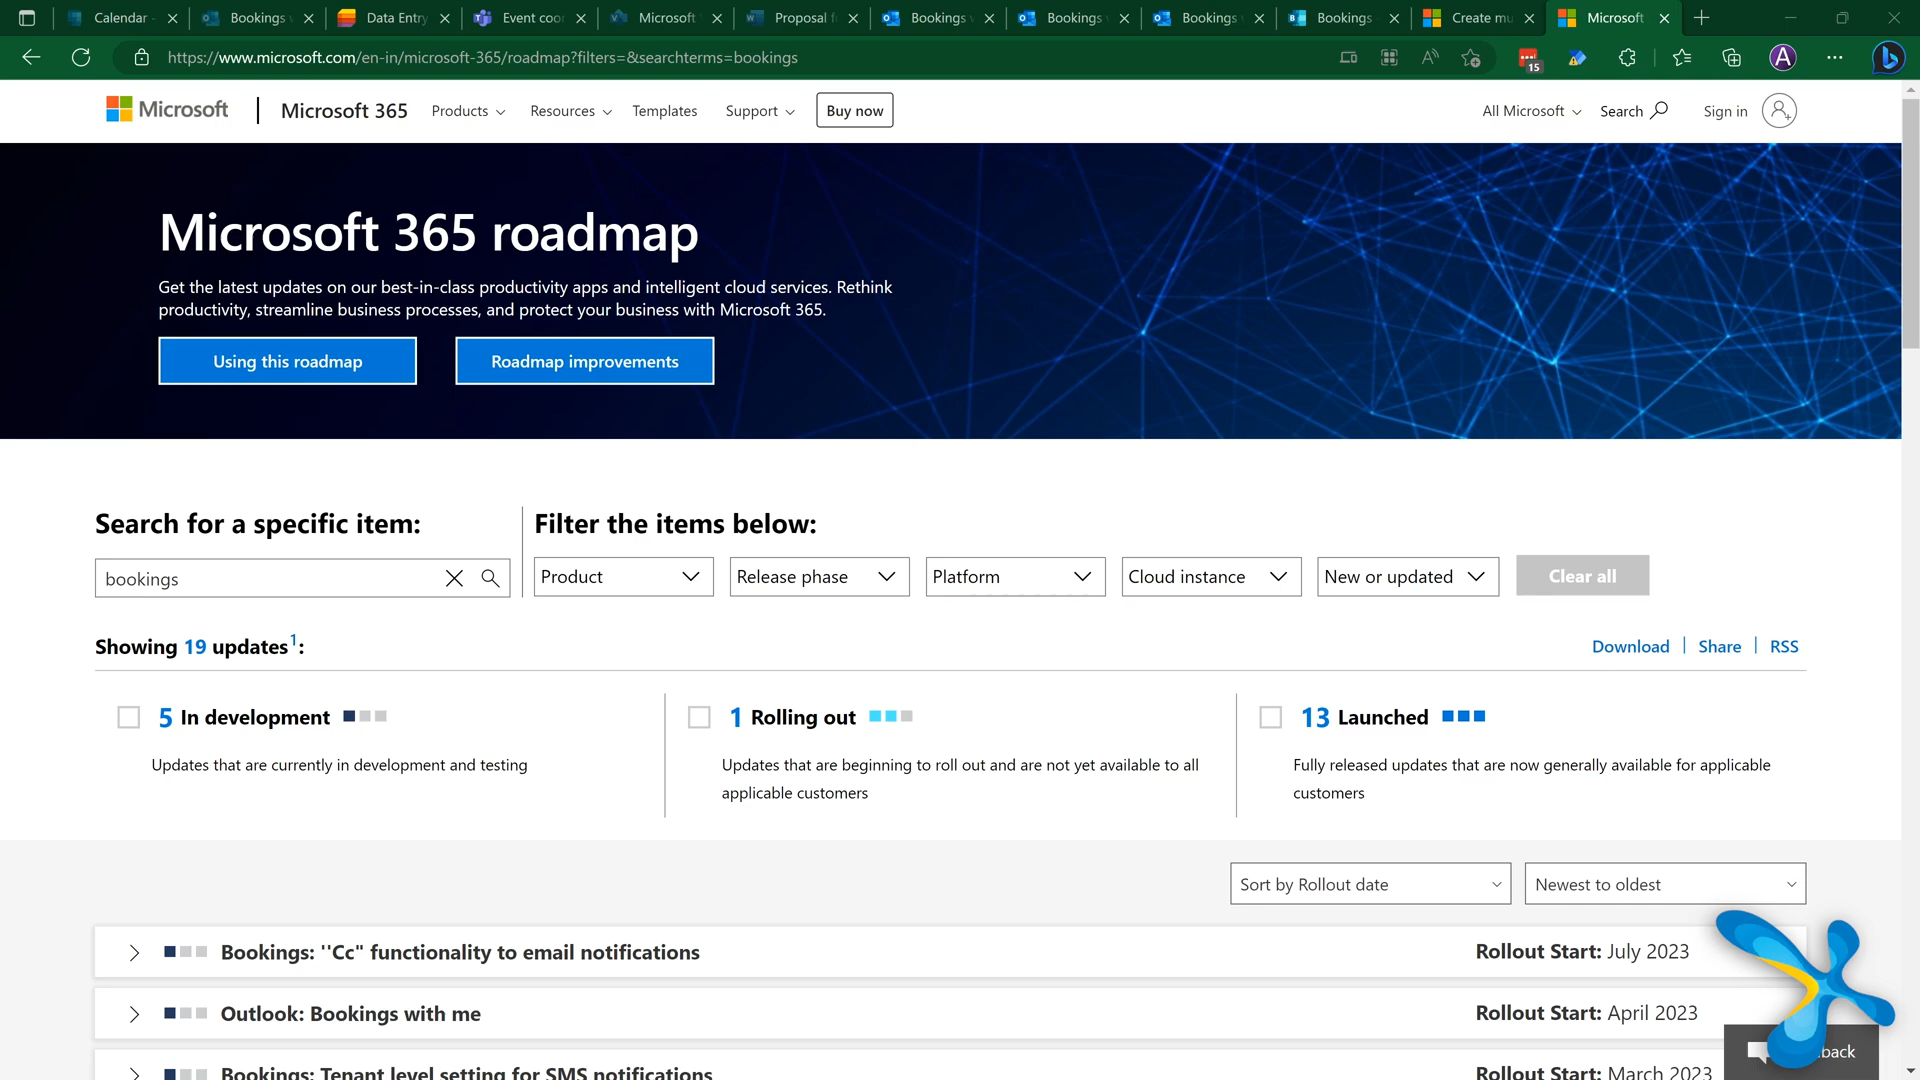 Calendar -
Bookings
Data Entry
Event coo
Microsoft
Proposal f
Bookings
Bookings
Bookings
Bookings
Create mu
Microsoft
https://www.microsoft.com/en-in/microsoft-365/roadmap?filters=&searchterms=bookings
15
A
Microsoft
Microsoft 365
Products
Resources
Templates
Support
Buy now
All Microsoft
Search
Sign in
Microsoft 365 roadmap
Get the latest updates on our best-in-class productivity apps and intelligent cloud services. Rethink
productivity, streamline business processes, and protect your business with Microsoft 365.
Using this roadmap
Roadmap improvements
Search for a specific item:
Filter the items below:
bookings
Product
Release phase
Platform
Cloud instance
New or updated
Clear all
Showing 19 updates1:
Download
Share
RSS
5 In development
Updates that are currently in development and testing
1 Rolling out
Updates that are beginning to roll out and are not yet available to all
applicable customers
13 Launched
Fully released updates that are now generally available for applicable
customers
Sort by Rollout date
Newest to oldest
Bookings: ''Cc" functionality to email notifications
Rollout Start: July 2023
Outlook: Bookings with me
Rollout Start: April 2023
Bookings: Tenant level setting for SMS notifications
Rollout Start: March 2023
back